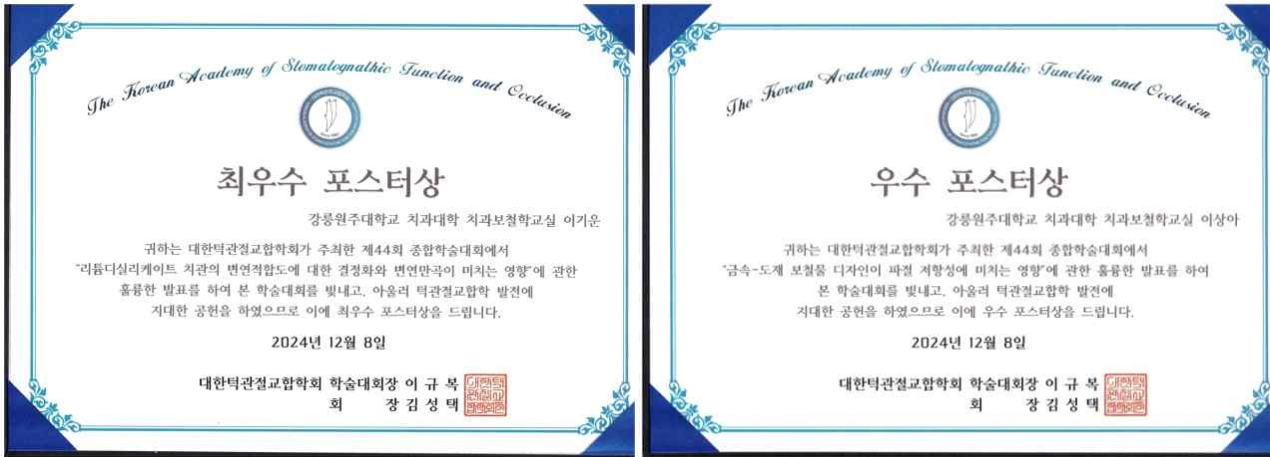 The Korean Academy of Stomatognathic Function and Occlusion
최우수 포스터상
강릉원주대학교 치과대학 치과보철학교실 이기운
귀하는 대한턱관절교합학회가 주최한 제44회 종합학술대회에서
"리튬디실리케이트 치관의 변연적합도에 대한 결정화와 변연만곡이 미치는 영향"에 관한
훌륭한 발표를 하여 본 학술대회를 빛내고, 아울러 턱관절교합학 발전에
지대한 공헌을 하였으므로 이에 최우수 포스터상을 드립니다.
2024년 12월 8일
대한턱관절교합학회 학술대회장 이 규 복
회 장 김 성 택
The Korean Academy of Stomatognathic Function and Occlusion
우수 포스터상
강릉원주대학교 치과대학 치과보철학교실 이상아
귀하는 대한턱관절교합학회가 주최한 제44회 종합학술대회에서
"금속-도재 보철물 디자인이 파절 저항성에 미치는 영향"에 관한 훌륭한 발표를 하여
본 학술대회를 빛내고, 아울러 턱관절교합학 발전에
지대한 공헌을 하였으므로 이에 우수 포스터상을 드립니다.
2024년 12월 8일
대한턱관절교합학회 학술대회장 이 규 복
회 장 김 성 택